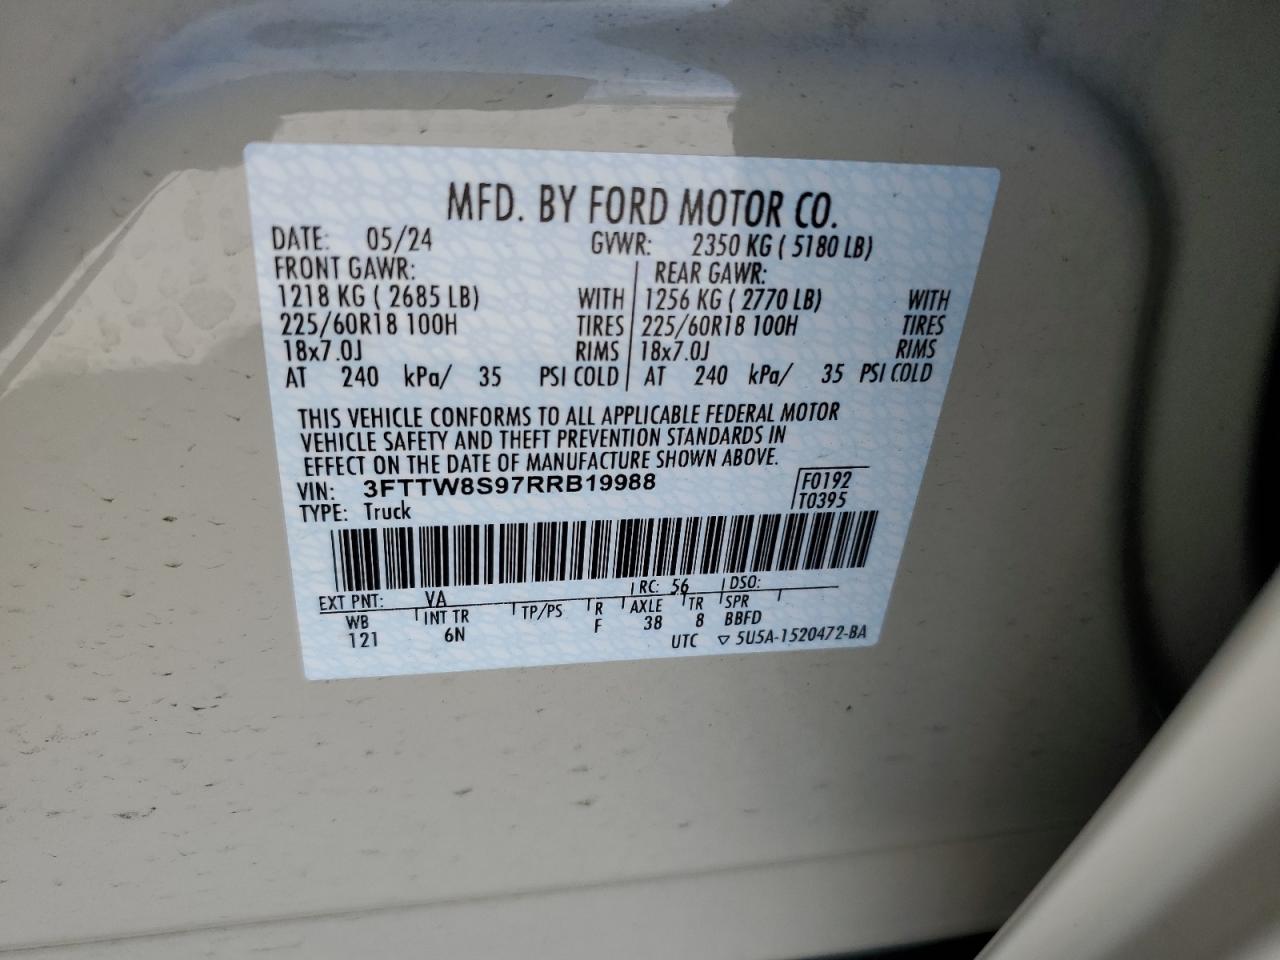 MFD. BY FORD MOTOR CO.
DATE: 05/24 GVWR: 2350 KG ( 5180 LB)
FRONT GAWR: REAR GAWR:
1218 KG ( 2685 LB) WITH 1256 KG ( 2770 LB) WITH
225/60R18 100H TIRES 225/60R18 100H TIRES
18x7.0J RIMS 18x7.0J RIMS
AT 240 kPa/ 35 PSI COLD AT 240 kPa/ 35 PSI COLD
THIS VEHICLE CONFORMS TO ALL APPLICABLE FEDERAL MOTOR
VEHICLE SAFETY AND THEFT PREVENTION STANDARDS IN
EFFECT ON THE DATE OF MANUFACTURE SHOWN ABOVE.
VIN: 3FTTW8S97RRB19988 F0192
TYPE: Truck T0395
EXT PNT: VA RC: 56 DSO:
WB INT TR TP/PS R AXLE TR SPR
121 6N F 38 8 BBFD
UTC ▽ 5U5A-1520472-BA